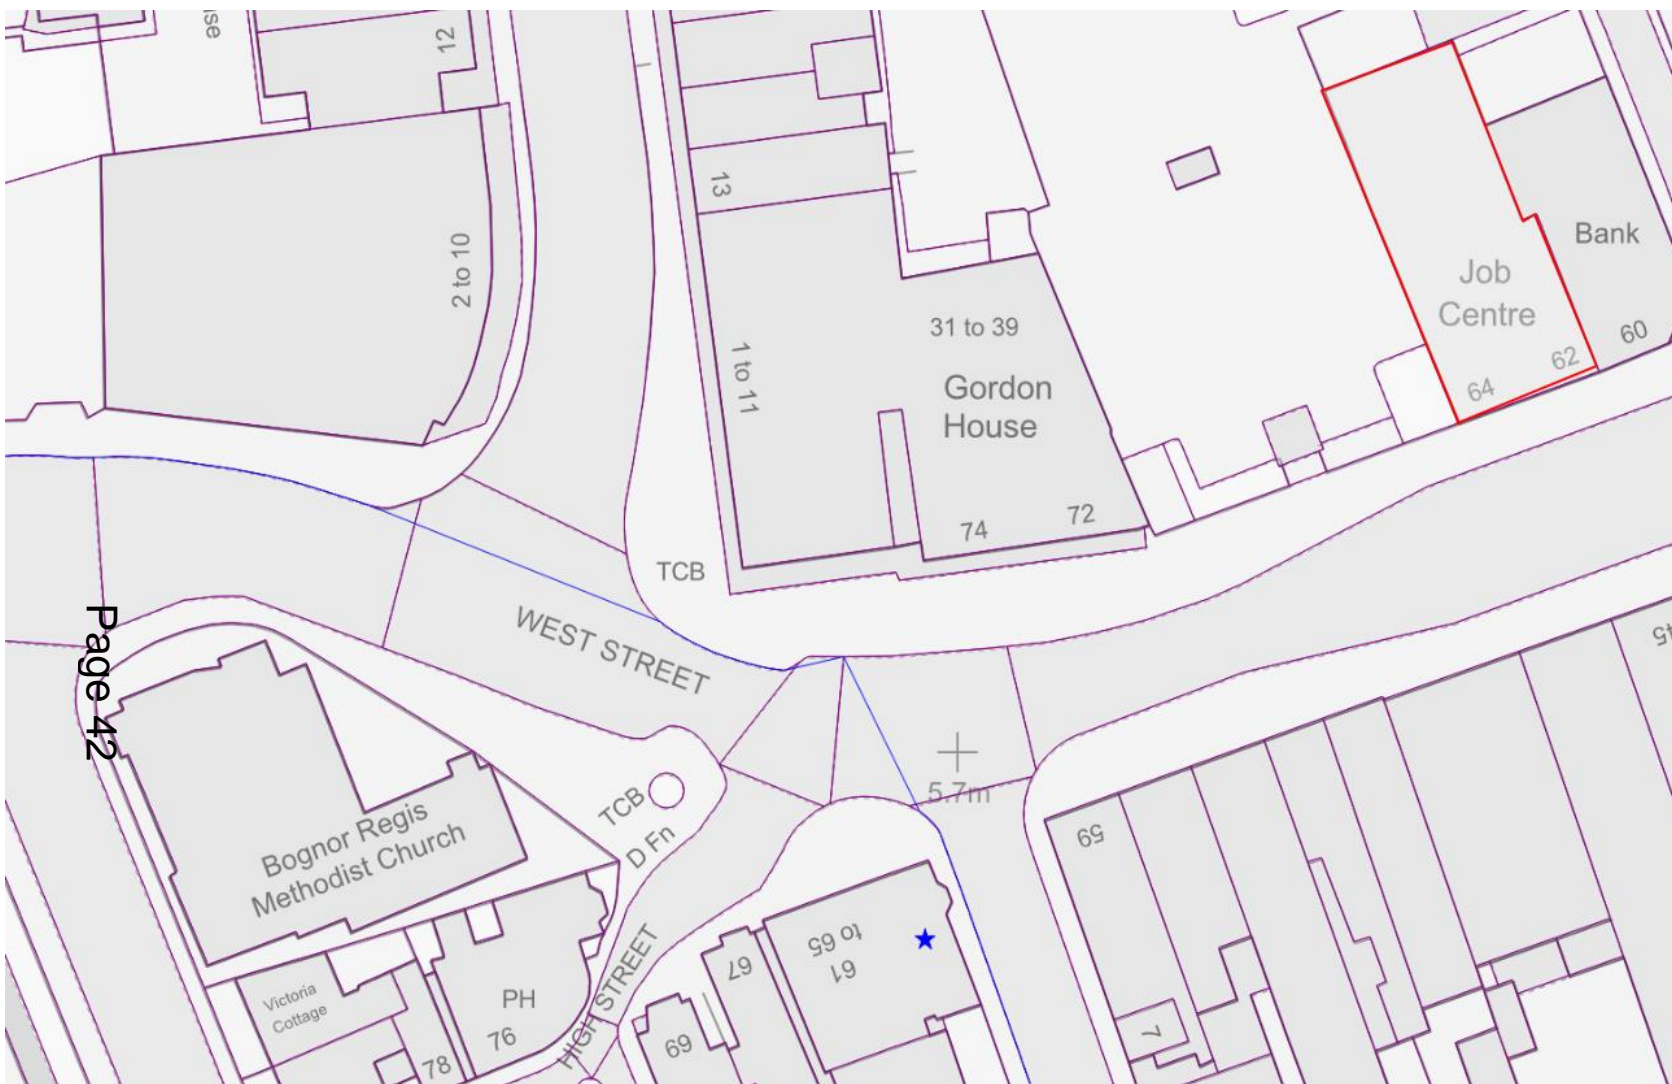 12
13
2 to 10
Bank
Job
Centre
31 to 39
60
62
1 to 11
Gordon
House
64
72
74
TCB
WEST STREET
Page 42
45
5.7m
TCB
59
D Fn
Bognor Regis
Methodist Church
61
to 65
67
HIGH STREET
Victoria
Cottage
PH
76
7
69
78